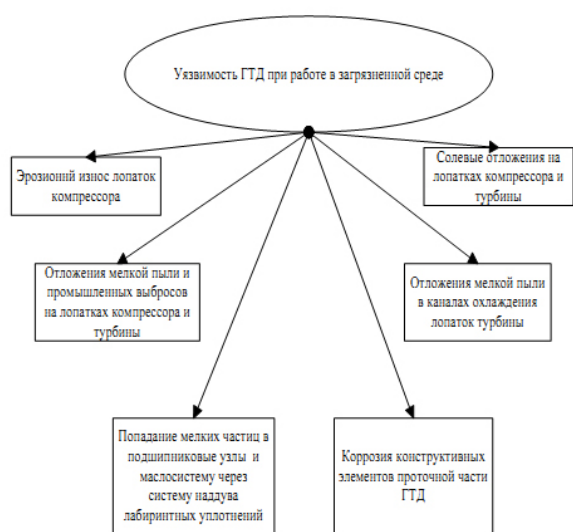 Уязвимость ГТД при работе в загрязненной среде
Эрозионнй износ лопаток
компрессора
Солевые отложения на
лопатках компрессора и
турбины
Отложения мелкой пыли и
промышленных выбросов
на лопатках компрессора и
турбины
Отложения мелкой пыли
в каналах охлаждения
лопаток турбины
Попадание мелких частиц в
подшипниковые узлы и
маслосистему через
систему наддува
лабиринтных уплотнений
Коррозия конструктивных
элементов проточной части
ГТД